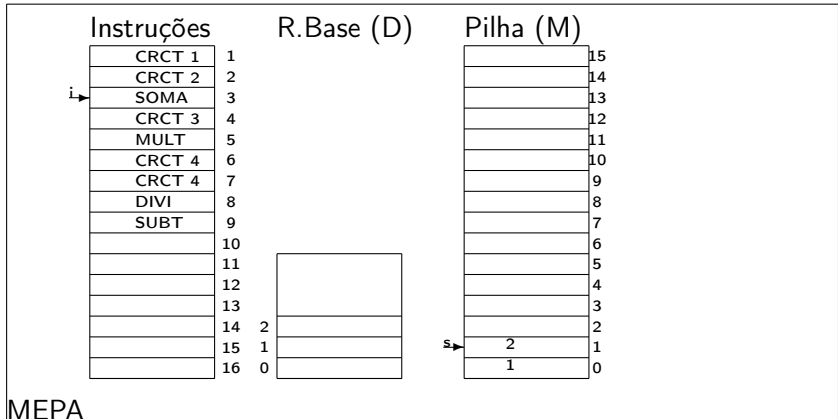 Instruções R.Base (D) Pilha (M)
CRCT 1 1 15
CRCT 2 2 14
i SOMA 3 13
CRCT 3 4 12
MULT 5 11
CRCT 4 6 10
CRCT 4 7 9
DIVI 8 8
SUBT 9 7
10 6
11 5
12 4
13 3
14 2 2
15 1 s 2 1
16 0 1 0
MEPA